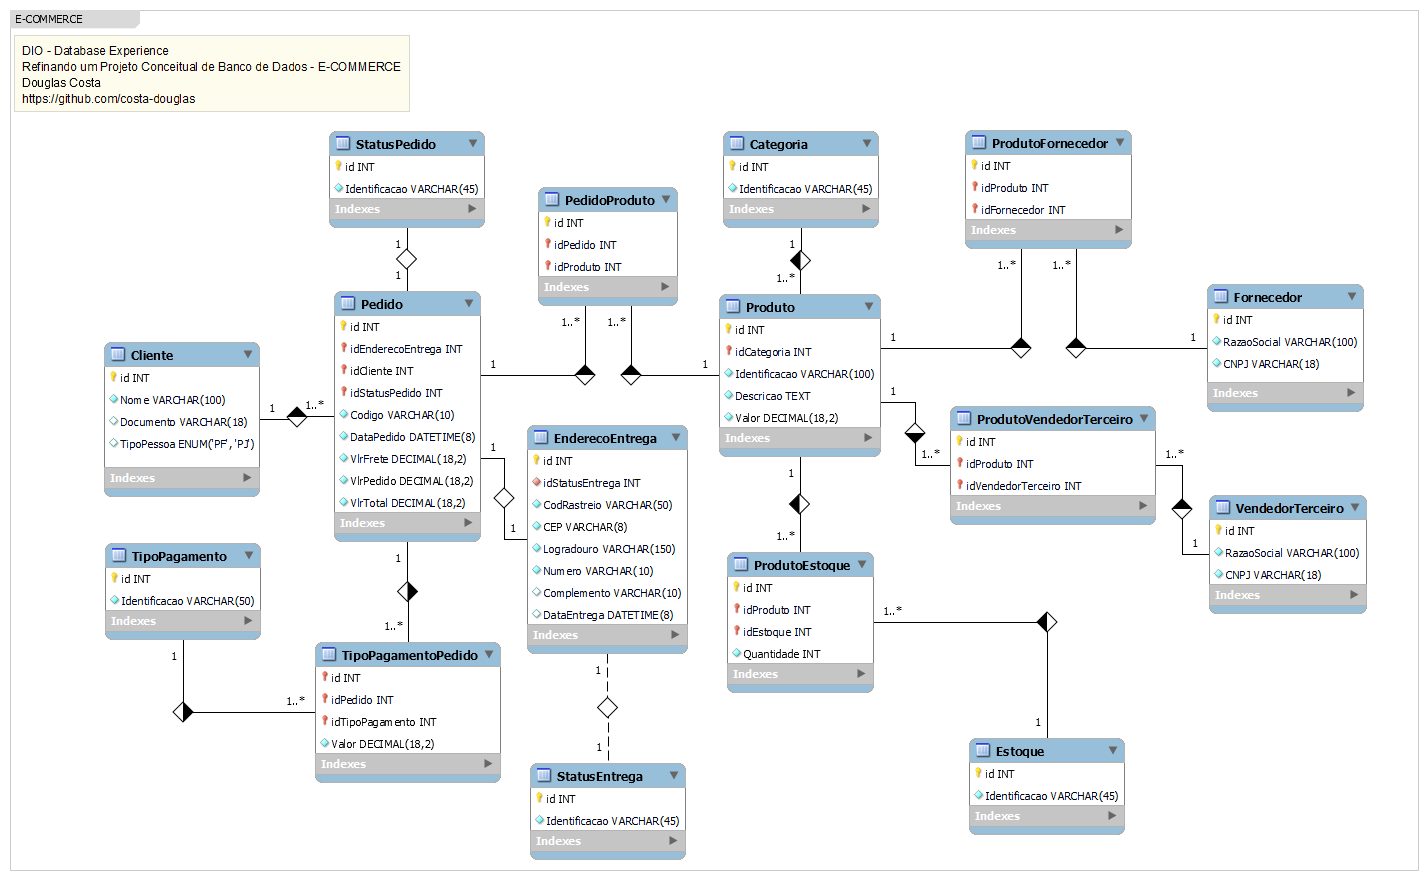 E-COMMERCE
DIO - Database Experience
Refinando um Projeto Conceitual de Banco de Dados - E-COMMERCE
Douglas Costa
https://github.com/costa-douglas
StatusPedido
id INT
Identificacao VARCHAR(45)
Indexes
1
1
PedidoProduto
id INT
idPedido INT
idProduto INT
Indexes
1..*
1..*
1
1
Categoria
id INT
Identificacao VARCHAR(45)
Indexes
1
1..*
ProdutoFornecedor
id INT
idProduto INT
idFornecedor INT
Indexes
1..*
1..*
1
1
Fornecedor
id INT
RazaoSocial VARCHAR(100)
CNPJ VARCHAR(18)
Indexes
Cliente
id INT
Nome VARCHAR(100)
Documento VARCHAR(18)
TipoPessoa ENUM('PF','PJ')
Indexes
1
1..*
Pedido
id INT
idEnderecoEntrega INT
idCliente INT
idStatusPedido INT
Codigo VARCHAR(10)
DataPedido DATETIME(8)
VlrFrete DECIMAL(18,2)
VlrPedido DECIMAL(18,2)
VlrTotal DECIMAL(18,2)
Indexes
1
1
EnderecoEntrega
id INT
idStatusEntrega INT
CodRastreio VARCHAR(50)
CEP VARCHAR(8)
Logradouro VARCHAR(150)
Numero VARCHAR(10)
Complemento VARCHAR(10)
DataEntrega DATETIME(8)
Indexes
Produto
id INT
idCategoria INT
Identificacao VARCHAR(100)
Descricao TEXT
Valor DECIMAL(18,2)
Indexes
1
1..*
ProdutoVendedorTerceiro
id INT
idProduto INT
idVendedorTerceiro INT
Indexes
1..*
1
VendedorTerceiro
id INT
RazaoSocial VARCHAR(100)
CNPJ VARCHAR(18)
Indexes
TipoPagamento
id INT
Identificacao VARCHAR(50)
Indexes
1
1..*
1
1..*
TipoPagamentoPedido
id INT
idPedido INT
idTipoPagamento INT
Valor DECIMAL(18,2)
Indexes
1
1
StatusEntrega
id INT
Identificacao VARCHAR(45)
Indexes
1
1..*
ProdutoEstoque
id INT
idProduto INT
idEstoque INT
Quantidade INT
Indexes
1..*
1
Estoque
id INT
Identificacao VARCHAR(45)
Indexes